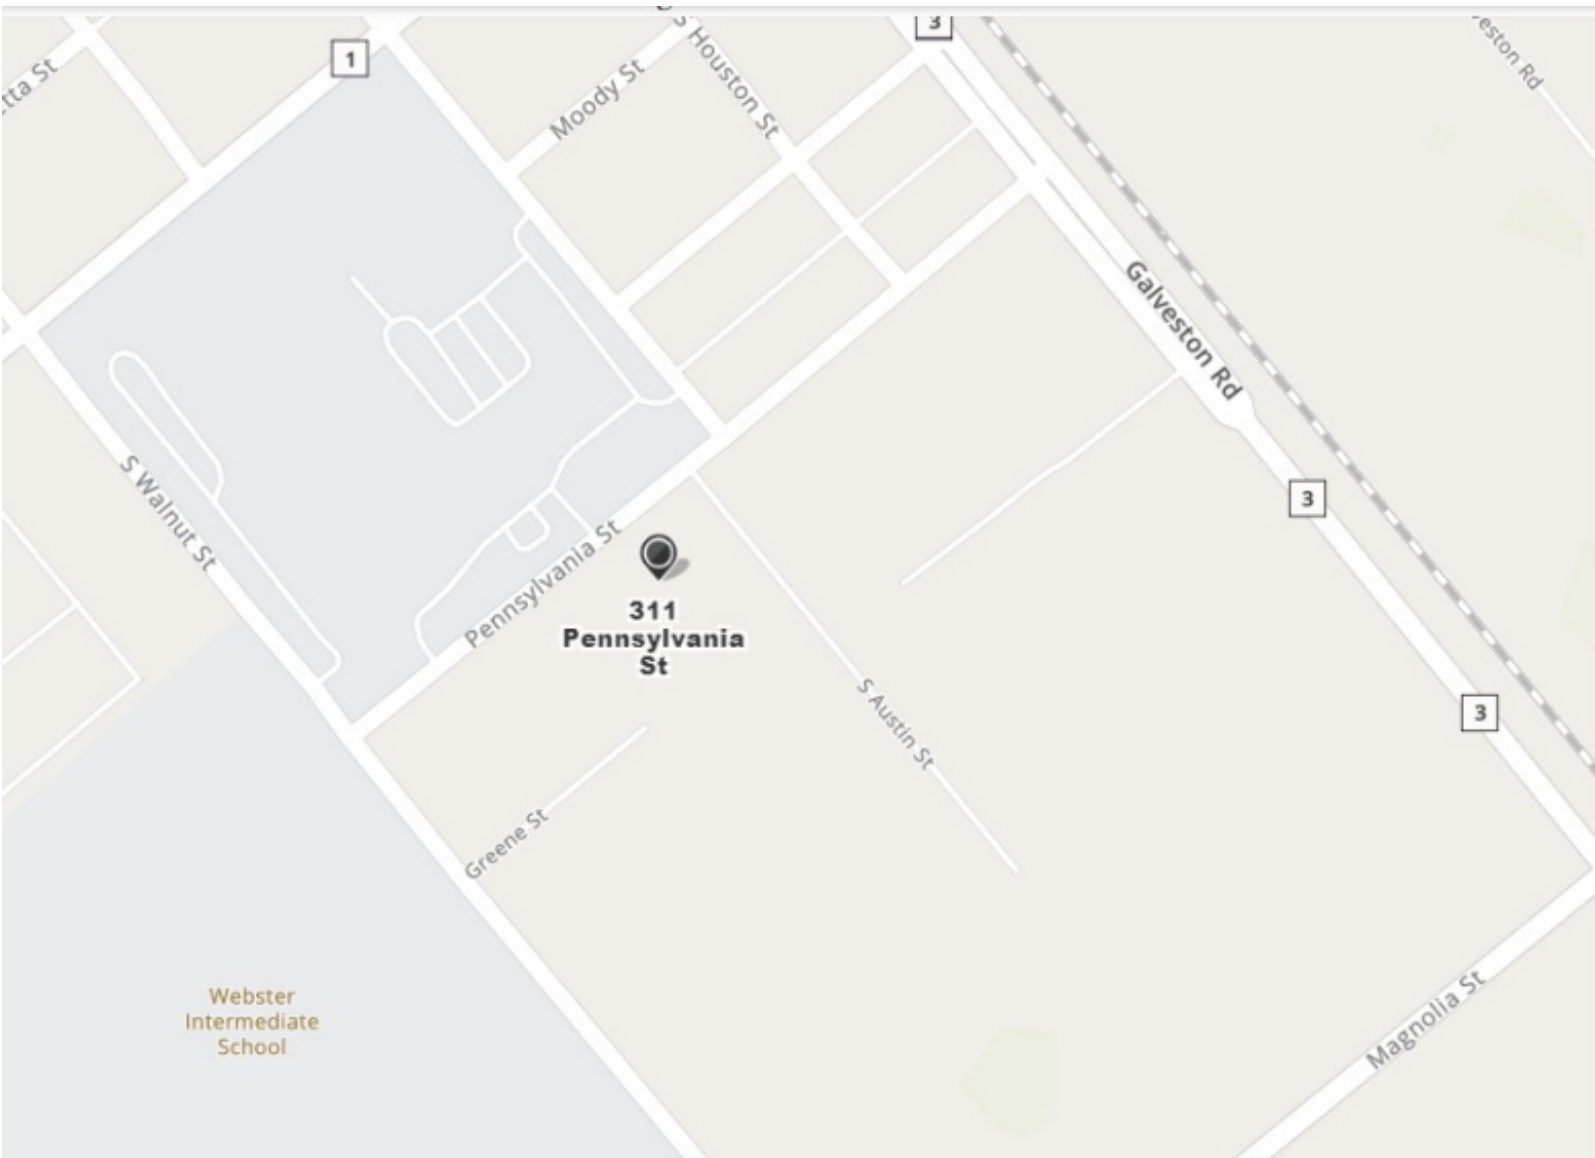 3
1
S Houston St
Moody St
Galveston Rd
3
S Walnut St
Pennsylvania St
311
Pennsylvania
St
S Austin St
3
Greene St
Webster
Intermediate
School
Magnolia St